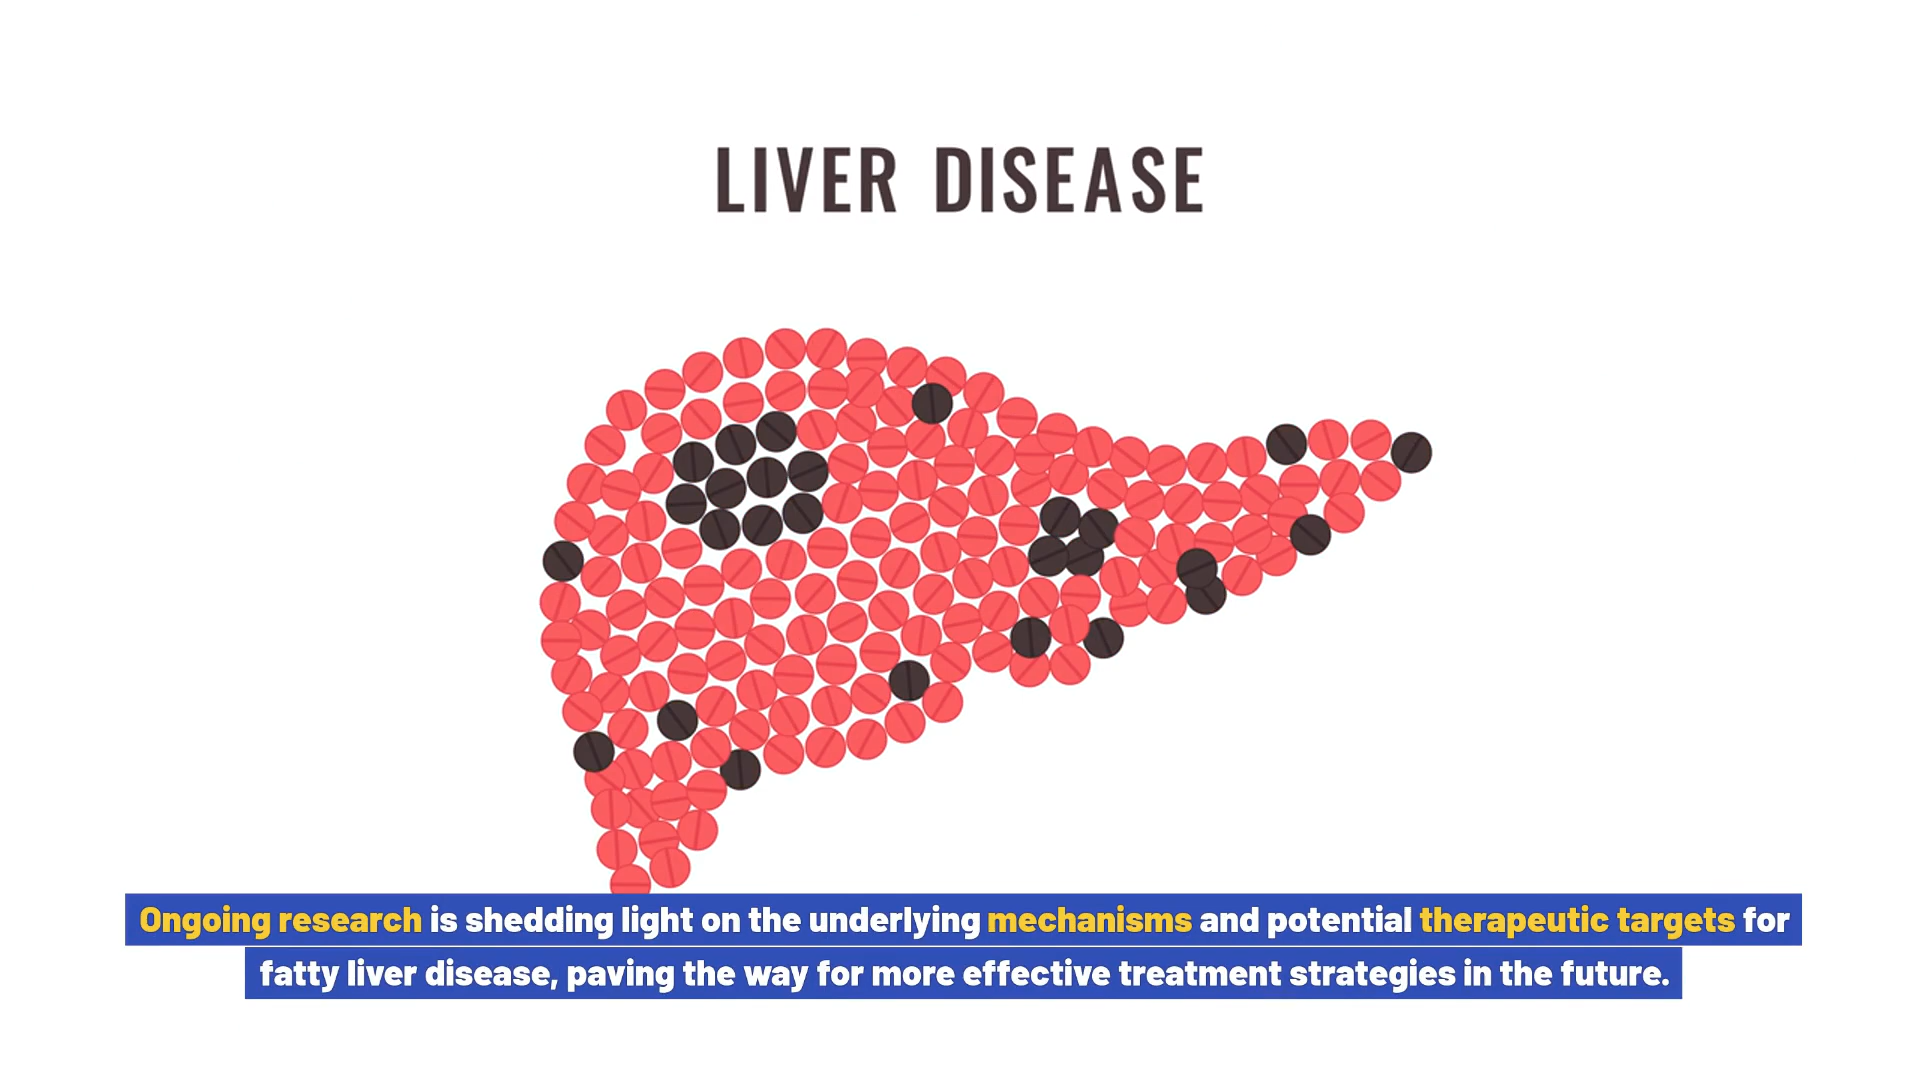 LIVER DISEASE
Ongoing research is shedding light on the underlying mechanisms and potential therapeutic targets for
fatty liver disease, paving the way for more effective treatment strategies in the future.